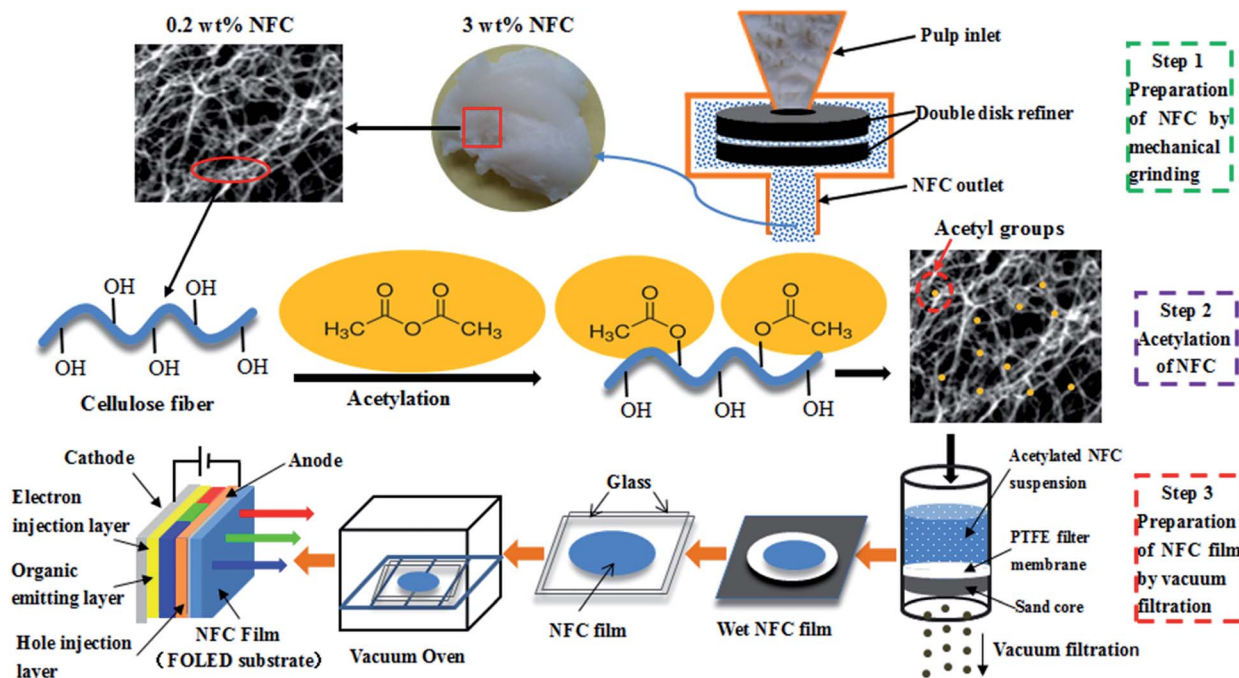 0.2 wt% NFC
3 wt% NFC
Pulp inlet
Double disk refiner
NFC outlet
Step 1
Preparation
of NFC by
mechanical
grinding
OH
OH
OH
OH
OH
Cellulose fiber
O
O
H3C
O
CH3
Acetylation
O
H3C
O
O
O
CH3
OH
OH
OH
Acetyl groups
Step 2
Acetylation
of NFC
Cathode
Anode
Electron
injection layer
Organic
emitting layer
Hole injection
layer
NFC Film
(FOLED substrate)
Vacuum Oven
Glass
NFC film
Wet NFC film
Acetylated NFC
suspension
PTFE filter
membrane
Sand core
Vacuum filtration
Step 3
Preparation
of NFC film
by vacuum
filtration